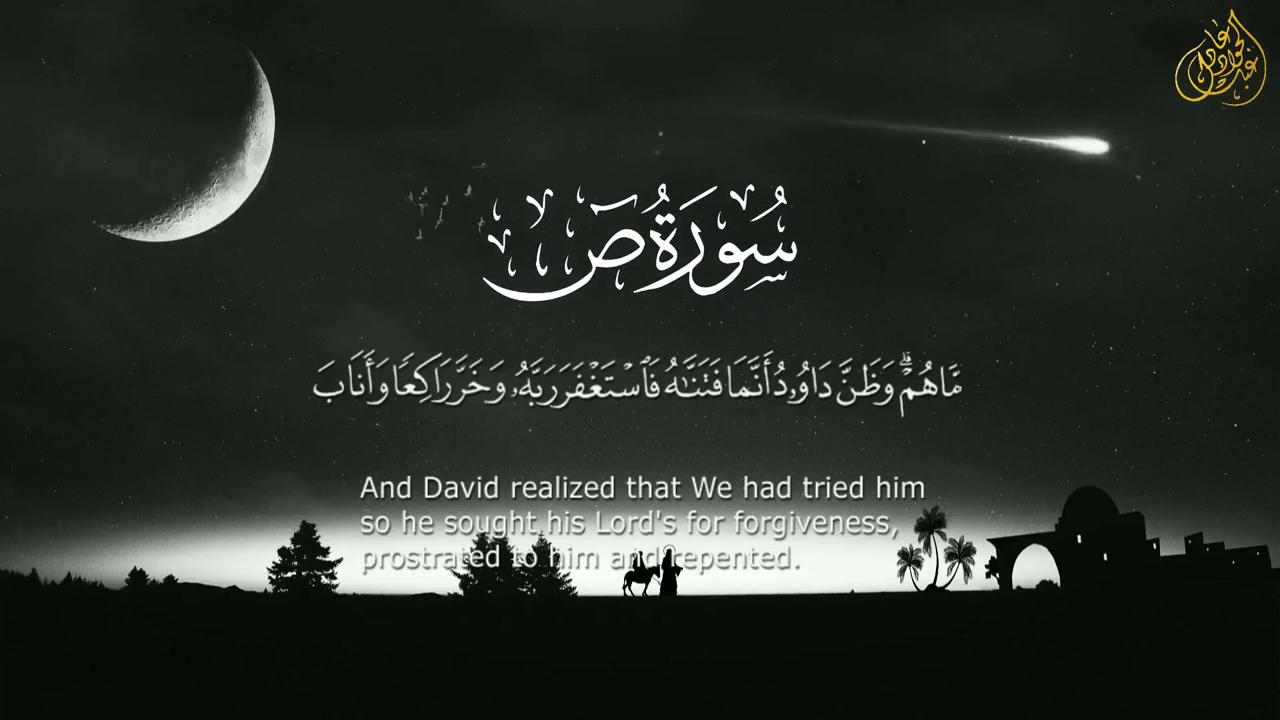 سُورَةُ صٓ
مَّا هُمْۗ وَظَنَّ دَاوُۥدُ أَنَّمَا فَتَنَّٰهُ فَٱسْتَغْفَرَ رَبَّهُۥ وَخَرَّ رَاكِعًا وَأَنَابَ
And David realized that We had tried him
so he sought his Lord's for forgiveness,
prostrated to him and repented.